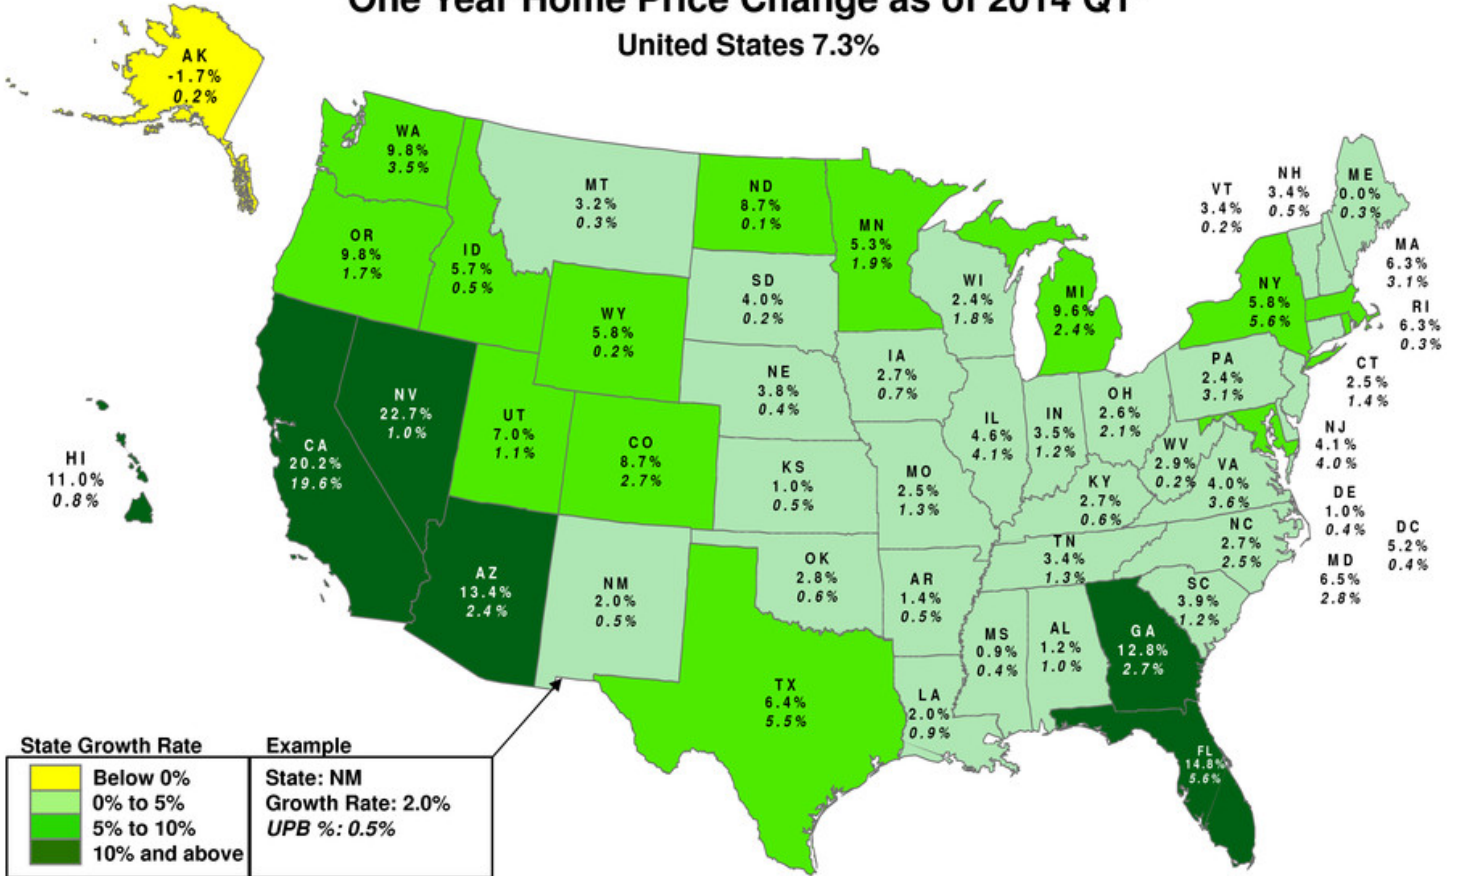 One Year Home Price Change as of 2014 Q1
United States 7.3%
AK
-1.7%
0.2%
WA
9.8%
3.5%
OR
9.8%
1.7%
ID
5.7%
0.5%
MT
3.2%
0.3%
ND
8.7%
0.1%
MN
5.3%
1.9%
SD
4.0%
0.2%
WI
2.4%
1.8%
MI
9.6%
2.4%
VT
3.4%
0.2%
NH
3.4%
0.5%
ME
0.0%
0.3%
MA
6.3%
3.1%
RI
6.3%
0.3%
NY
5.8%
5.6%
CT
2.5%
1.4%
WY
5.8%
0.2%
NE
3.8%
0.4%
IA
2.7%
0.7%
PA
2.4%
3.1%
NV
22.7%
1.0%
UT
7.0%
1.1%
CO
8.7%
2.7%
IL
4.6%
4.1%
IN
3.5%
1.2%
OH
2.6%
2.1%
NJ
4.1%
4.0%
HI
11.0%
0.8%
CA
20.2%
19.6%
KS
1.0%
0.5%
MO
2.5%
1.3%
KY
2.7%
0.6%
WV
2.9%
0.2%
VA
4.0%
3.6%
DE
1.0%
0.4%
DC
5.2%
0.4%
MD
6.5%
2.8%
AZ
13.4%
2.4%
NM
2.0%
0.5%
OK
2.8%
0.6%
AR
1.4%
0.5%
TN
3.4%
1.3%
NC
2.7%
2.5%
SC
3.9%
1.2%
MS
0.9%
0.4%
AL
1.2%
1.0%
GA
12.8%
2.7%
TX
6.4%
5.5%
LA
2.0%
0.9%
FL
14.8%
5.6%
State Growth Rate
Below 0%
0% to 5%
5% to 10%
10% and above
Example
State: NM
Growth Rate: 2.0%
UPB %: 0.5%